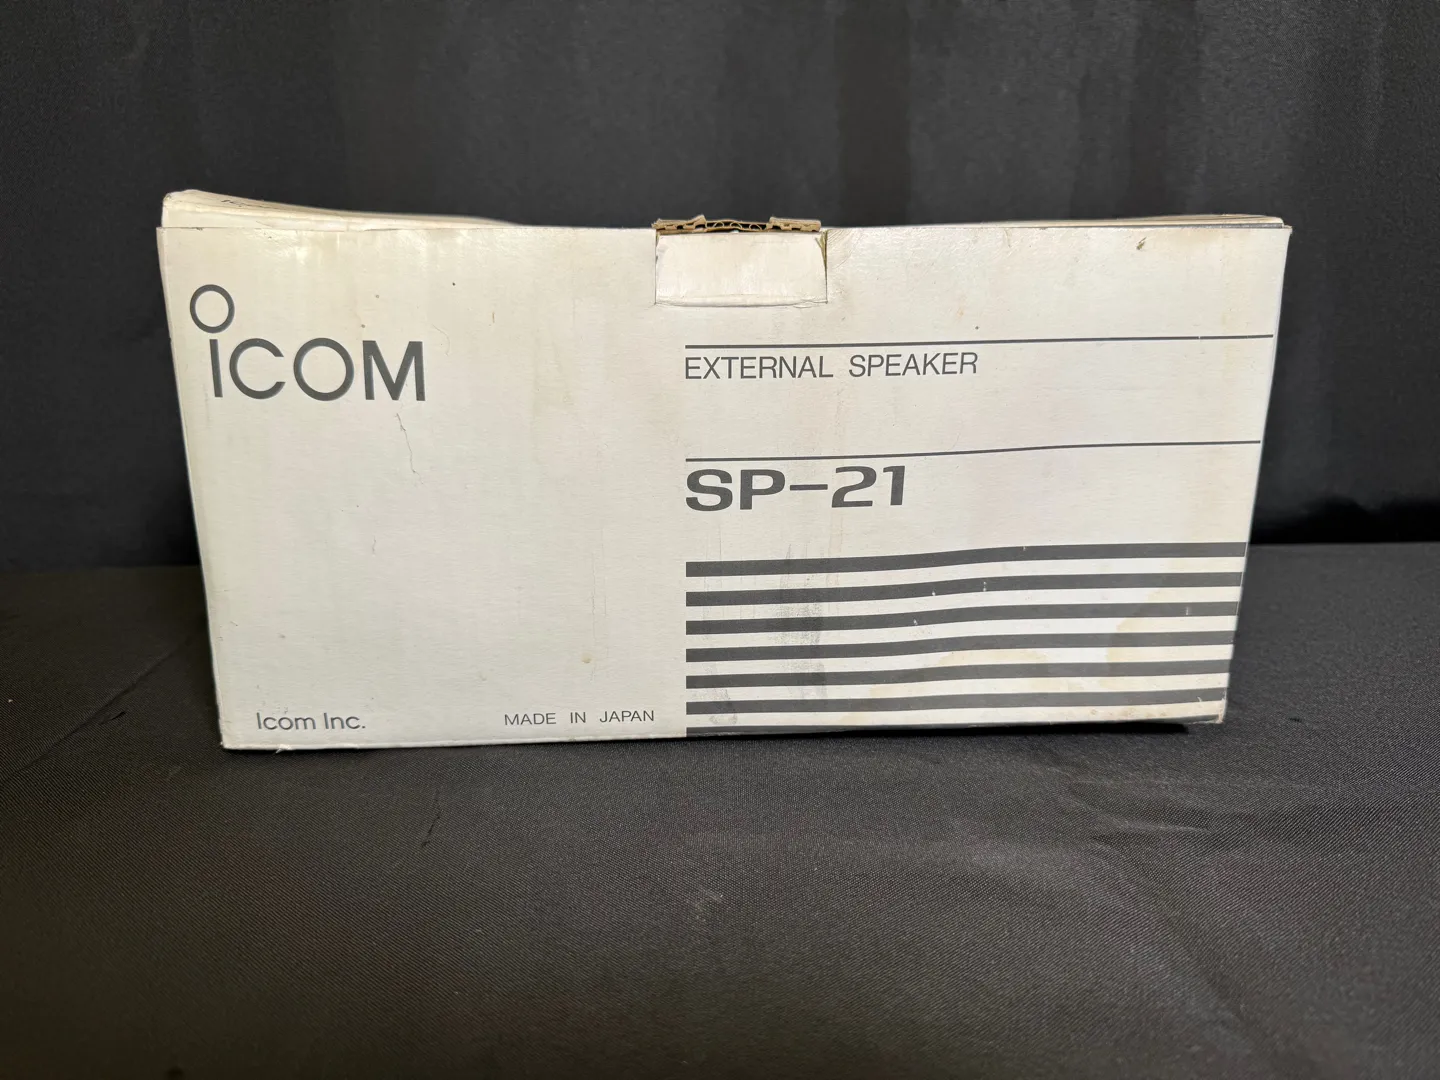 ICOM
EXTERNAL SPEAKER
SP-21
Icom Inc.
MADE IN JAPAN